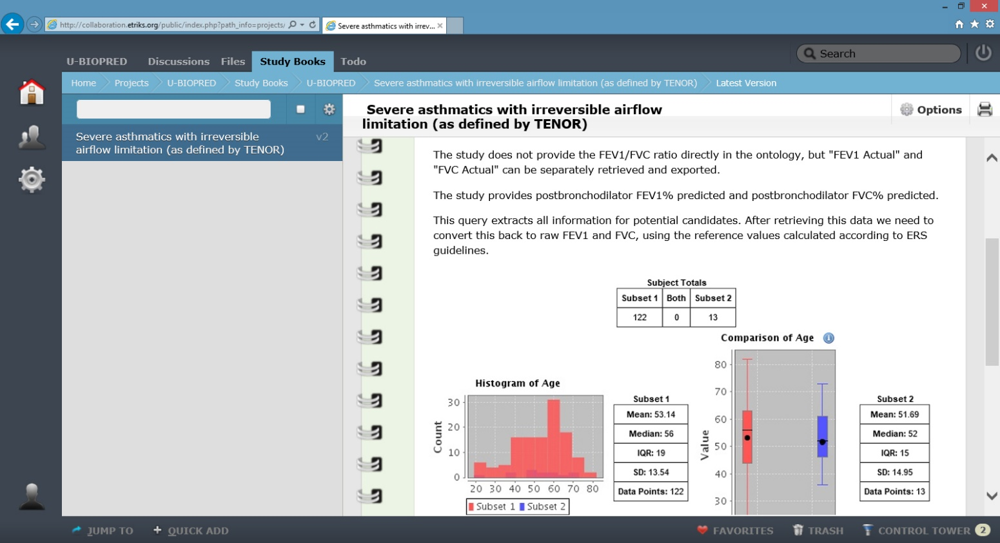 http://collaboration.etriks.org/public/index.php?path_info=projects/
Severe asthmatics with irrev...
U-BIOPRED Discussions Files Study Books Todo
Search
Home Projects U-BIOPRED Study Books U-BIOPRED Severe asthmatics with irreversible airflow limitation (as defined by TENOR) Latest Version
Severe asthmatics with irreversible v2
airflow limitation (as defined by TENOR)
Severe asthmatics with irreversible airflow
limitation (as defined by TENOR)
Options
The study does not provide the FEV1/FVC ratio directly in the ontology, but "FEV1 Actual" and
"FVC Actual" can be separately retrieved and exported.
The study provides postbronchodilator FEV1% predicted and postbronchodilator FVC% predicted.
This query extracts all information for potential candidates. After retrieving this data we need to
convert this back to raw FEV1 and FVC, using the reference values calculated according to ERS
guidelines.
Subject Totals
Subset 1 Both Subset 2
122 0 13
Histogram of Age
Count
30
20
10
0
20 30 40 50 60 70 80
Subset 1 Subset 2
Subset 1
Mean: 53.14
Median: 56
IQR: 19
SD: 13.54
Data Points: 122
Comparison of Age
Value
80
70
60
50
40
30
Subset 2
Mean: 51.69
Median: 52
IQR: 15
SD: 14.95
Data Points: 13
JUMP TO QUICK ADD
FAVORITES TRASH CONTROL TOWER 2